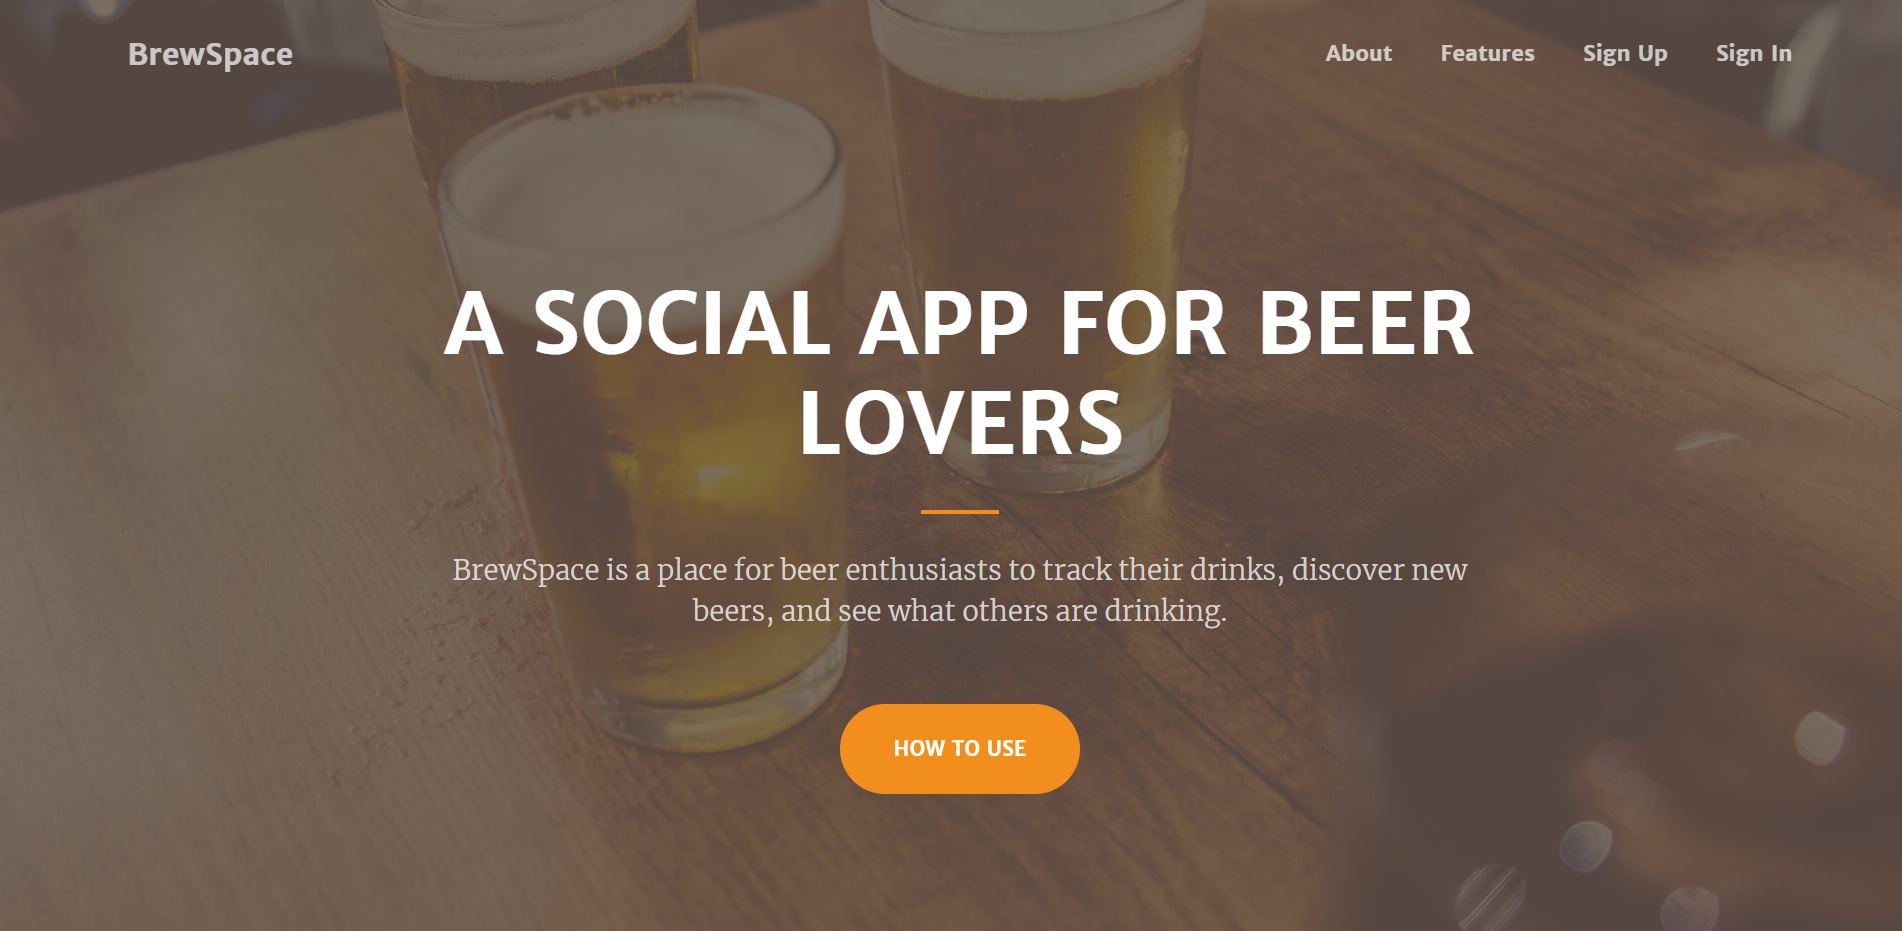 BrewSpace
About Features Sign Up Sign In
A SOCIAL APP FOR BEER
LOVERS
BrewSpace is a place for beer enthusiasts to track their drinks, discover new
beers, and see what others are drinking.
HOW TO USE